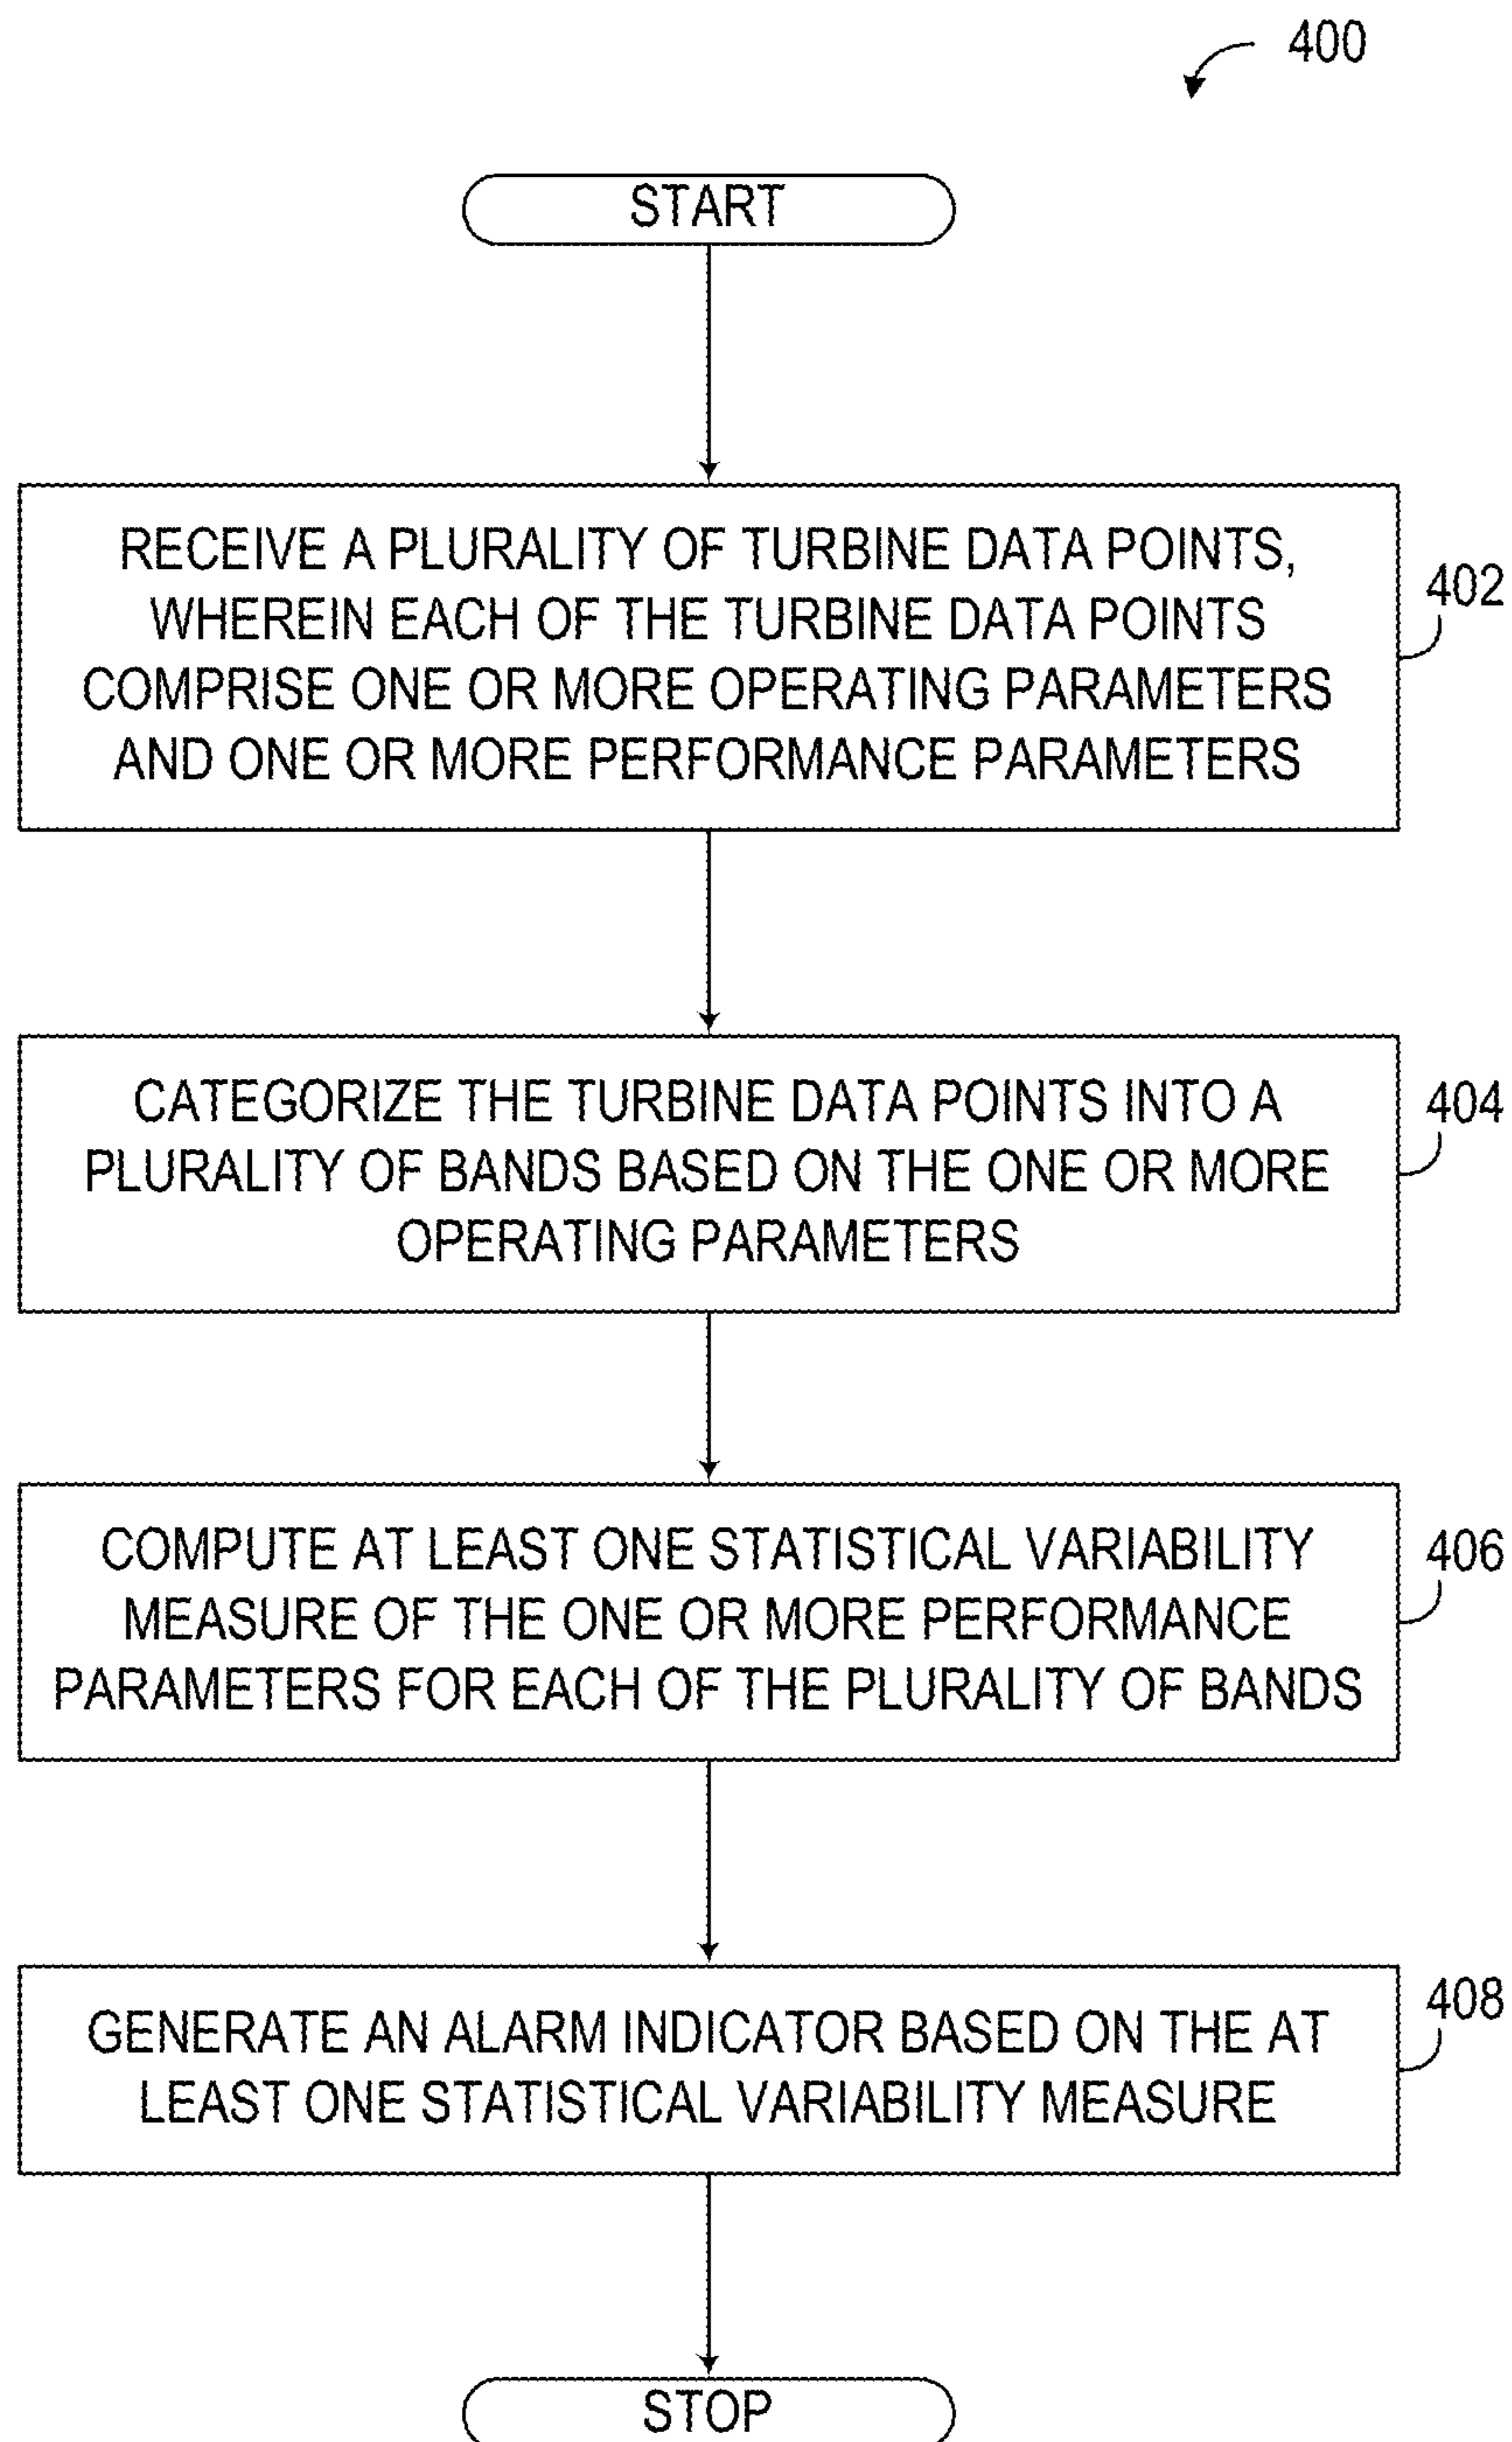 400
START
RECEIVE A PLURALITY OF TURBINE DATA POINTS,
WHEREIN EACH OF THE TURBINE DATA POINTS
COMPRISE ONE OR MORE OPERATING PARAMETERS
AND ONE OR MORE PERFORMANCE PARAMETERS
402
CATEGORIZE THE TURBINE DATA POINTS INTO A
PLURALITY OF BANDS BASED ON THE ONE OR MORE
OPERATING PARAMETERS
404
COMPUTE AT LEAST ONE STATISTICAL VARIABILITY
MEASURE OF THE ONE OR MORE PERFORMANCE
PARAMETERS FOR EACH OF THE PLURALITY OF BANDS
406
GENERATE AN ALARM INDICATOR BASED ON THE AT
LEAST ONE STATISTICAL VARIABILITY MEASURE
408
STOP